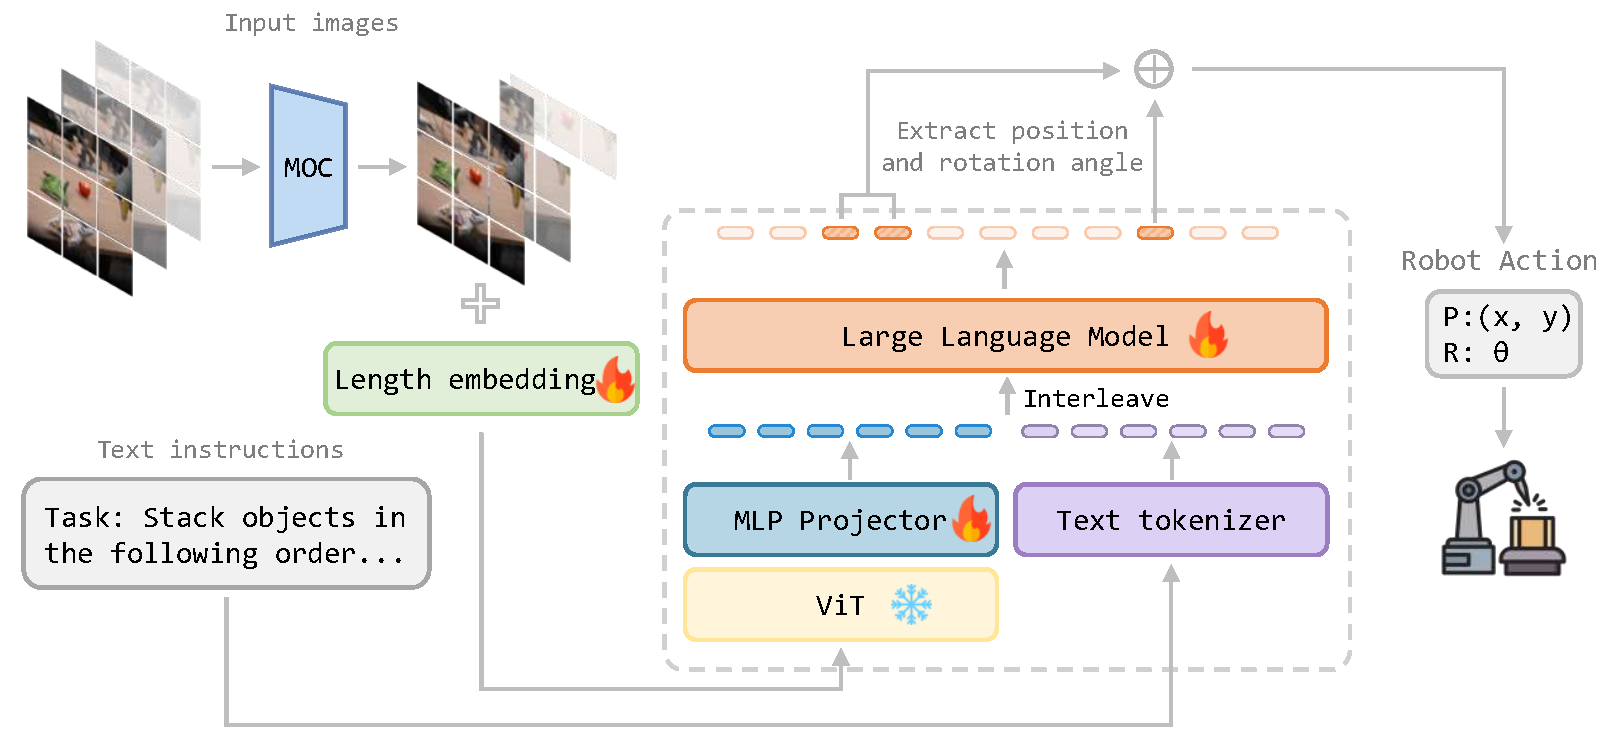 Input images
MOC
Length embedding
Text instructions
Task: Stack objects in
the following order...
Extract position
and rotation angle
Large Language Model
Interleave
MLP Projector
Text tokenizer
ViT
Robot Action
P:(x, y)
R: θ